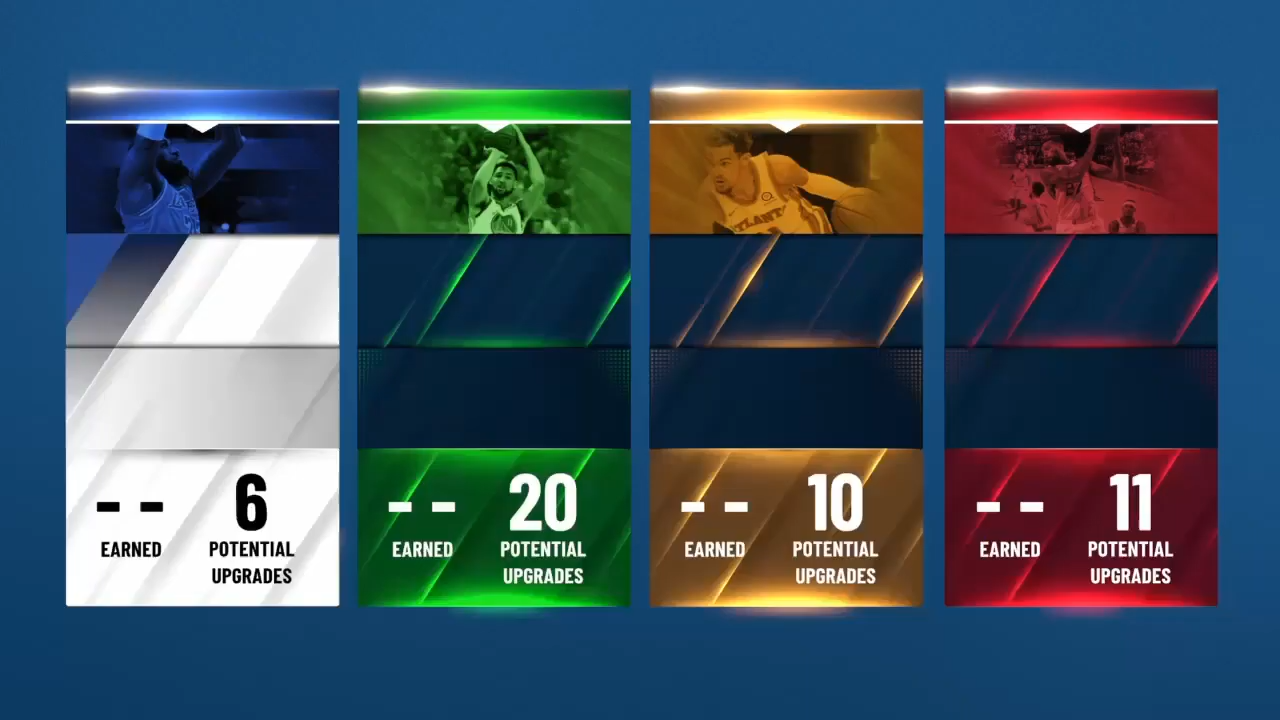 ATLANTA
- - 6
EARNED POTENTIAL
UPGRADES
- - 20
EARNED POTENTIAL
UPGRADES
- - 10
EARNED POTENTIAL
UPGRADES
- - 11
EARNED POTENTIAL
UPGRADES